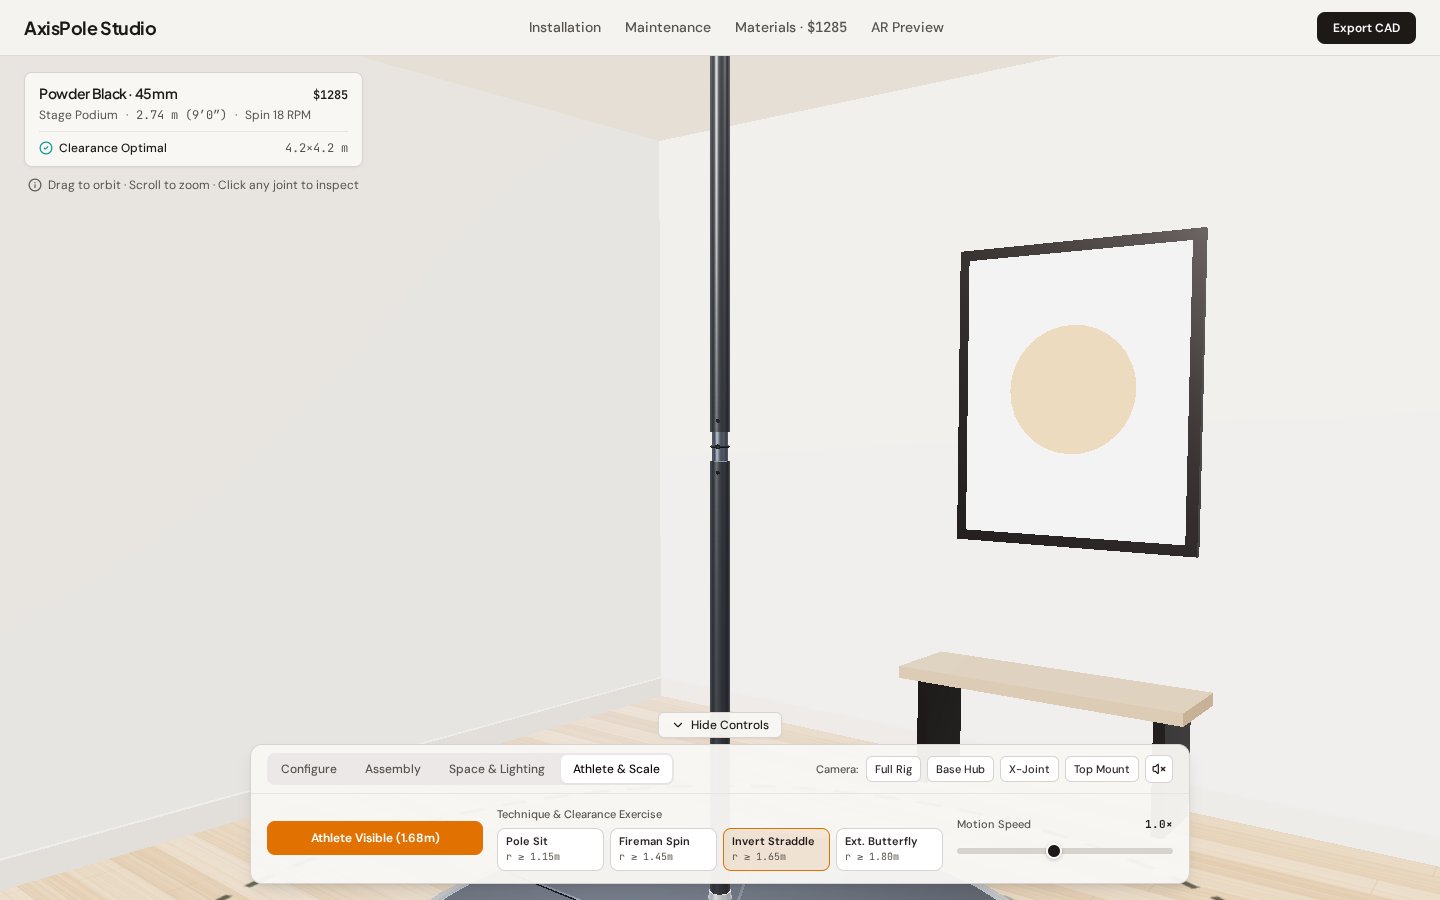 AxisPole Studio
Installation
Maintenance
Materials · $1285
AR Preview
Export CAD
Powder Black · 45mm
$1285
Stage Podium · 2.74 m (9′0″) · Spin 18 RPM
Clearance Optimal
4.2×4.2 m
Drag to orbit · Scroll to zoom · Click any joint to inspect
Hide Controls
Configure
Assembly
Space & Lighting
Athlete & Scale
Camera:
Full Rig
Base Hub
X-Joint
Top Mount
Athlete Visible (1.68m)
Technique & Clearance Exercise
Pole Sit
r ≥ 1.15m
Fireman Spin
r ≥ 1.45m
Invert Straddle
r ≥ 1.65m
Ext. Butterfly
r ≥ 1.80m
Motion Speed
1.0×